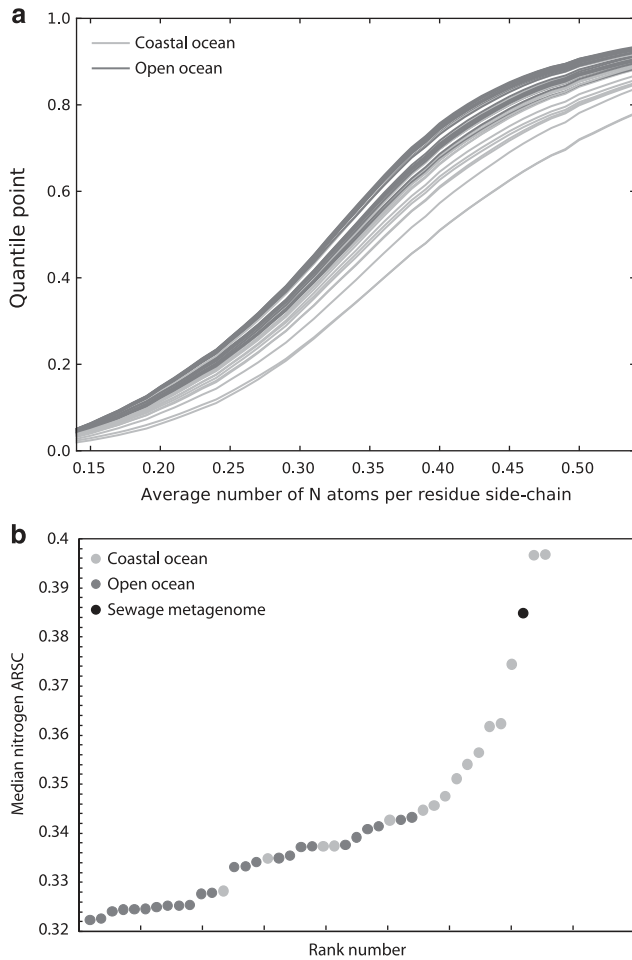 a
1.0
Coastal ocean
Open ocean
0.8
0.6
0.4
0.2
0.0
Quantile point
0.15 0.20 0.25 0.30 0.35 0.40 0.45 0.50
Average number of N atoms per residue side-chain
b
0.4
Coastal ocean
0.39
Open ocean
Sewage metagenome
0.38
0.37
0.36
0.35
0.34
0.33
0.32
Median nitrogen ARSC
Rank number